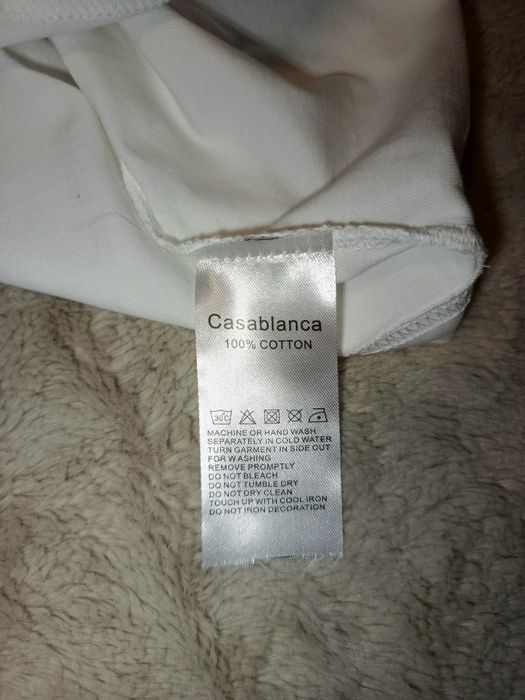 Casablanca
100% COTTON
30°C
MACHINE OR HAND WASH
SEPARATELY IN COLD WATER
TURN GARMENT IN SIDE OUT
FOR WASHING
REMOVE PROMPTLY
DO NOT BLEACH
DO NOT TUMBLE DRY
DO NOT DRY CLEAN
TOUCH UP WITH COOL IRON
DO NOT IRON DECORATION